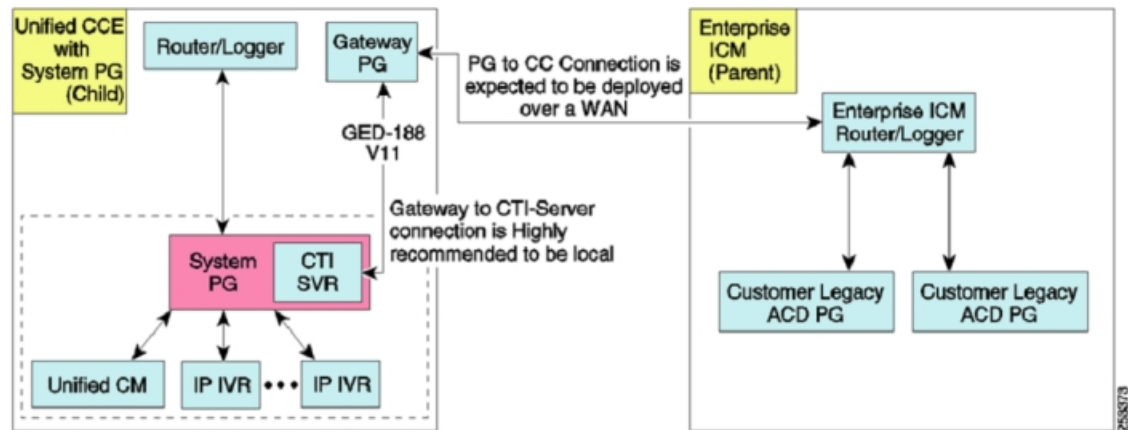 Unified CCE
with
System PG
(Child)
Router/Logger
Gateway
PG
PG to CC Connection is
expected to be deployed
over a WAN
Enterprise
ICM
(Parent)
Enterprise ICM
Router/Logger
GED-188
V11
Gateway to CTI-Server
connection is Highly
recommended to be local
System
PG
CTI
SVR
Customer Legacy
ACD PG
Customer Legacy
ACD PG
Unified CM
IP IVR
IP IVR
253373